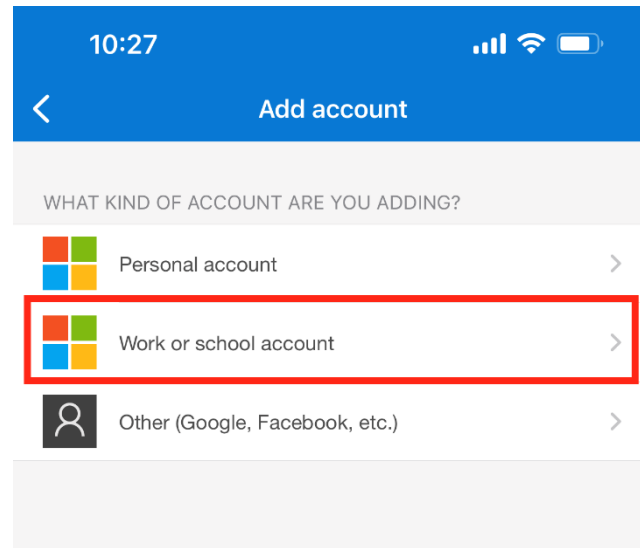 10:27
Add account
WHAT KIND OF ACCOUNT ARE YOU ADDING?
Personal account
Work or school account
Other (Google, Facebook, etc.)